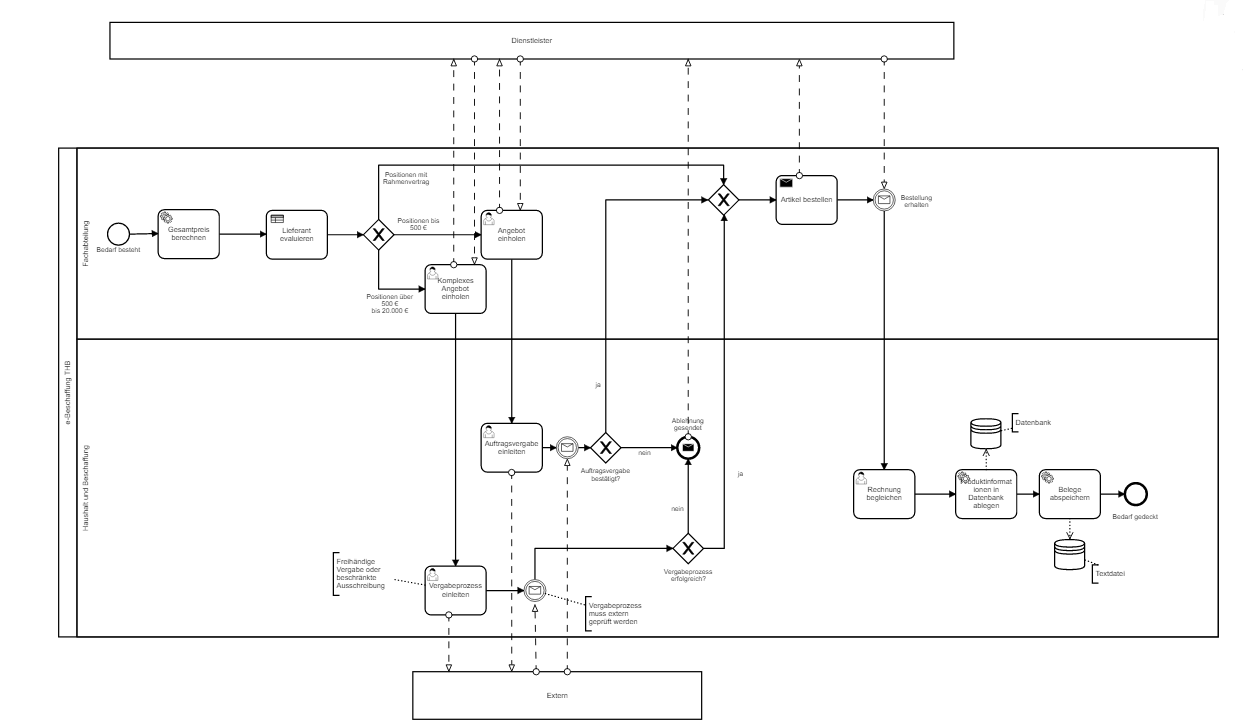 Dienstleister
e-Beschaffung THB
Fachabteilung
Bedarf besteht
Gesamtpreis
berechnen
Lieferant
evaluieren
Positionen mit
Rahmenvertrag
Positionen bis
500 €
Positionen über
500 €
bis 20.000 €
Angebot
einholen
Komplexes
Angebot
einholen
Artikel bestellen
Bestellung
erhalten
Haushalt und Beschaffung
Auftragsvergabe
einleiten
Auftragsvergabe
bestätigt?
ja
nein
Ablehnung
gesendet
nein
ja
Vergabeprozess
erfolgreich?
Freihändige
Vergabe oder
beschränkte
Ausschreibung
Vergabeprozess
einleiten
Vergabeprozess
muss extern
geprüft werden
Rechnung
begleichen
Produktinformat
ionen in
Datenbank
ablegen
Datenbank
Belege
abspeichern
Textdatei
Bedarf gedeckt
Extern